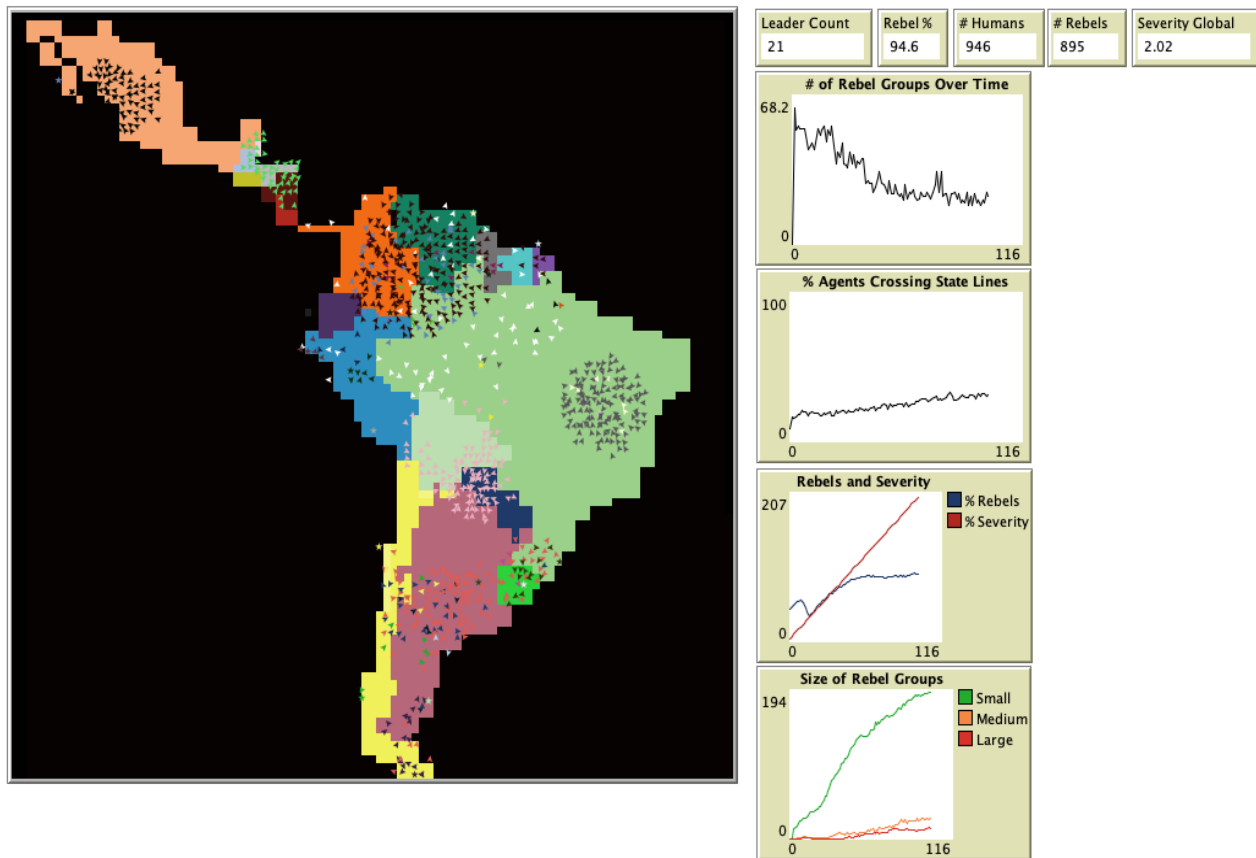 Leader Count
21
Rebel %
94.6
# Humans
946
# Rebels
895
Severity Global
2.02
# of Rebel Groups Over Time
68.2
0
0 116
% Agents Crossing State Lines
100
0
0 116
Rebels and Severity
207
0
0 116
% Rebels
% Severity
Size of Rebel Groups
194
0
0 116
Small
Medium
Large